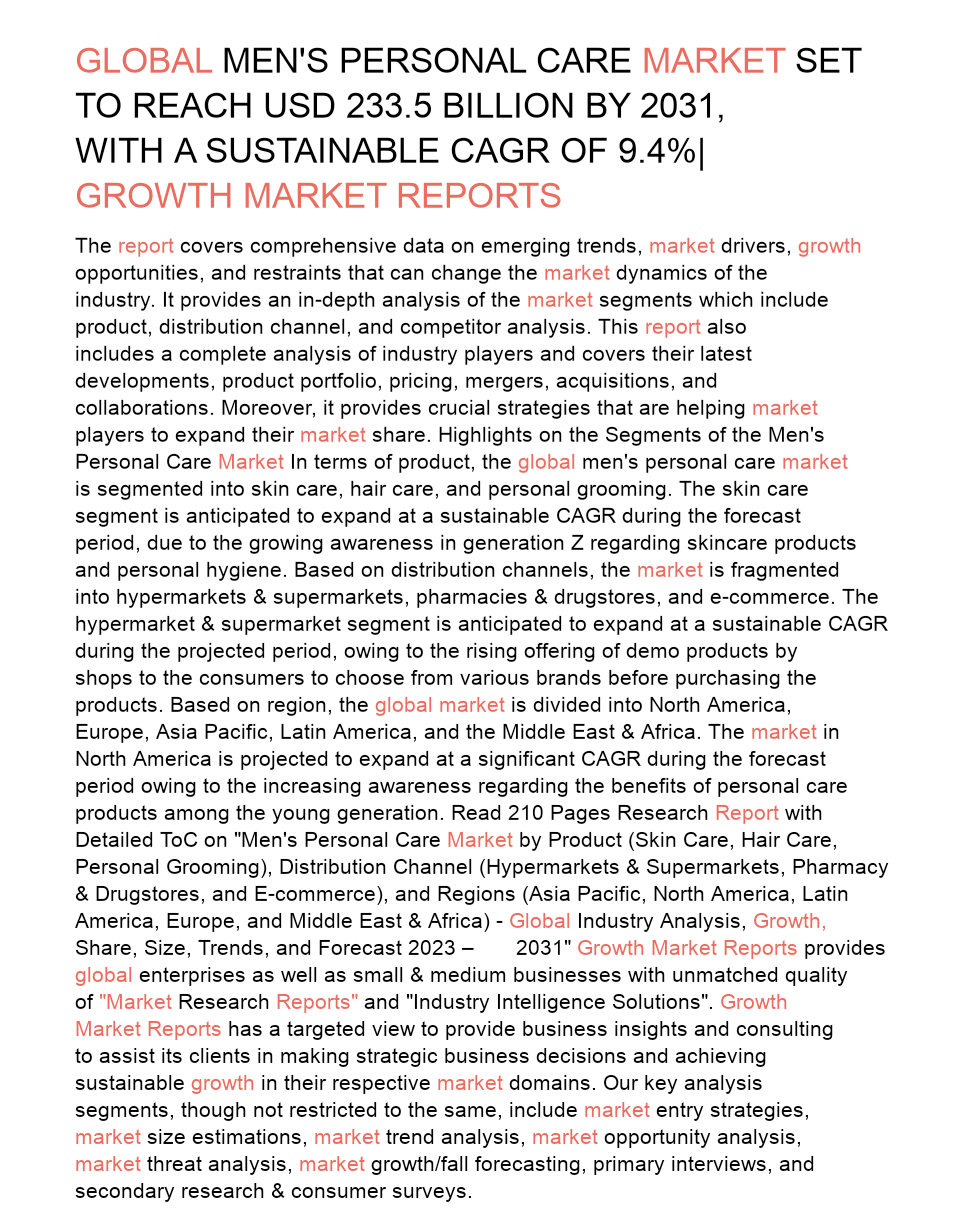 GLOBAL MEN'S PERSONAL CARE MARKET SET
TO REACH USD 233.5 BILLION BY 2031,
WITH A SUSTAINABLE CAGR OF 9.4%|
GROWTH MARKET REPORTS
The report covers comprehensive data on emerging trends, market drivers, growth
opportunities, and restraints that can change the market dynamics of the
industry. It provides an in-depth analysis of the market segments which include
product, distribution channel, and competitor analysis. This report also
includes a complete analysis of industry players and covers their latest
developments, product portfolio, pricing, mergers, acquisitions, and
collaborations. Moreover, it provides crucial strategies that are helping market
players to expand their market share. Highlights on the Segments of the Men's
Personal Care Market In terms of product, the global men's personal care market
is segmented into skin care, hair care, and personal grooming. The skin care
segment is anticipated to expand at a sustainable CAGR during the forecast
period, due to the growing awareness in generation Z regarding skincare products
and personal hygiene. Based on distribution channels, the market is fragmented
into hypermarkets & supermarkets, pharmacies & drugstores, and e-commerce. The
hypermarket & supermarket segment is anticipated to expand at a sustainable CAGR
during the projected period, owing to the rising offering of demo products by
shops to the consumers to choose from various brands before purchasing the
products. Based on region, the global market is divided into North America,
Europe, Asia Pacific, Latin America, and the Middle East & Africa. The market in
North America is projected to expand at a significant CAGR during the forecast
period owing to the increasing awareness regarding the benefits of personal care
products among the young generation. Read 210 Pages Research Report with
Detailed ToC on "Men's Personal Care Market by Product (Skin Care, Hair Care,
Personal Grooming), Distribution Channel (Hypermarkets & Supermarkets, Pharmacy
& Drugstores, and E-commerce), and Regions (Asia Pacific, North America, Latin
America, Europe, and Middle East & Africa) - Global Industry Analysis, Growth,
Share, Size, Trends, and Forecast 2023 – 2031" Growth Market Reports provides
global enterprises as well as small & medium businesses with unmatched quality
of "Market Research Reports" and "Industry Intelligence Solutions". Growth
Market Reports has a targeted view to provide business insights and consulting
to assist its clients in making strategic business decisions and achieving
sustainable growth in their respective market domains. Our key analysis
segments, though not restricted to the same, include market entry strategies,
market size estimations, market trend analysis, market opportunity analysis,
market threat analysis, market growth/fall forecasting, primary interviews, and
secondary research & consumer surveys.